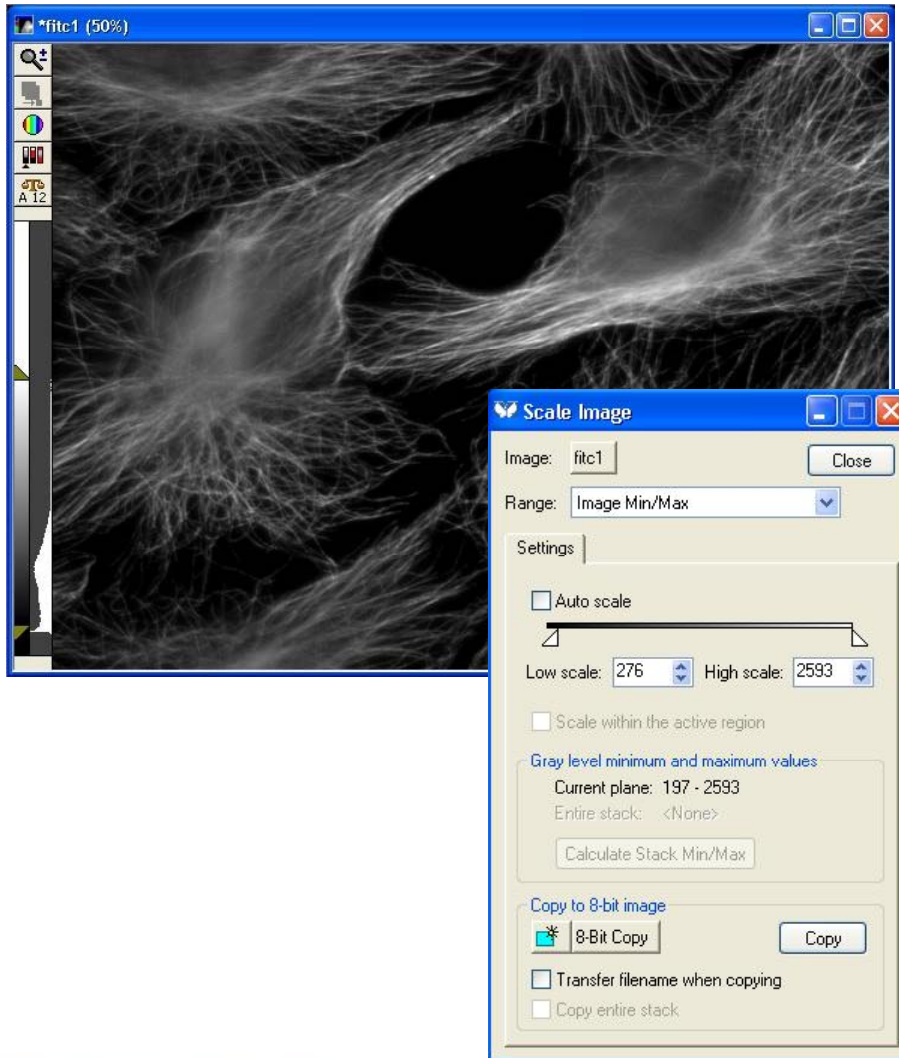 *fitc1 (50%)
A 12
Scale Image
Image: fitc1 Close
Range: Image Min/Max
Settings
Auto scale
Low scale: 276 High scale: 2593
Scale within the active region
Gray level minimum and maximum values
Current plane: 197 - 2593
Entire stack: <None>
Calculate Stack Min/Max
Copy to 8-bit image
8-Bit Copy Copy
Transfer filename when copying
Copy entire stack